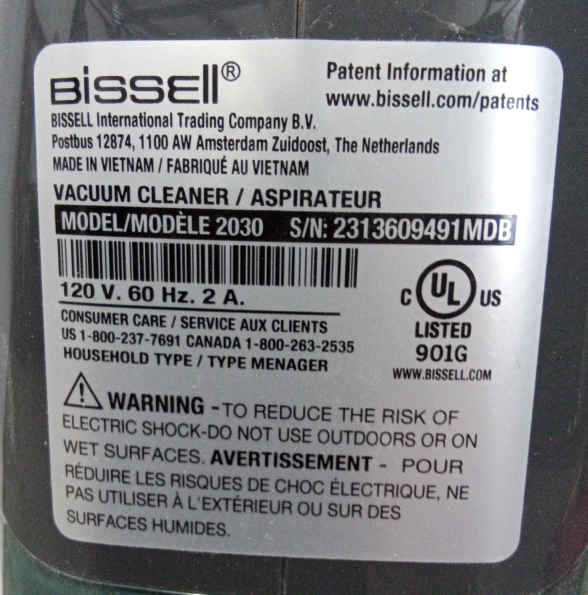 BISSELL®
Patent Information at
www.bissell.com/patents
BISSELL International Trading Company B.V.
Postbus 12874, 1100 AW Amsterdam Zuidoost, The Netherlands
MADE IN VIETNAM / FABRIQUÉ AU VIETNAM
VACUUM CLEANER / ASPIRATEUR
MODEL/MODÈLE 2030 S/N: 2313609491MDB
120 V. 60 Hz. 2 A.
CONSUMER CARE / SERVICE AUX CLIENTS
US 1-800-237-7691 CANADA 1-800-263-2535
HOUSEHOLD TYPE / TYPE MENAGER
C UL US
LISTED
901G
WWW.BISSELL.COM
WARNING - TO REDUCE THE RISK OF
ELECTRIC SHOCK-DO NOT USE OUTDOORS OR ON
WET SURFACES. AVERTISSEMENT - POUR
RÉDUIRE LES RISQUES DE CHOC ÉLECTRIQUE, NE
PAS UTILISER À L'EXTÉRIEUR OU SUR DES
SURFACES HUMIDES.